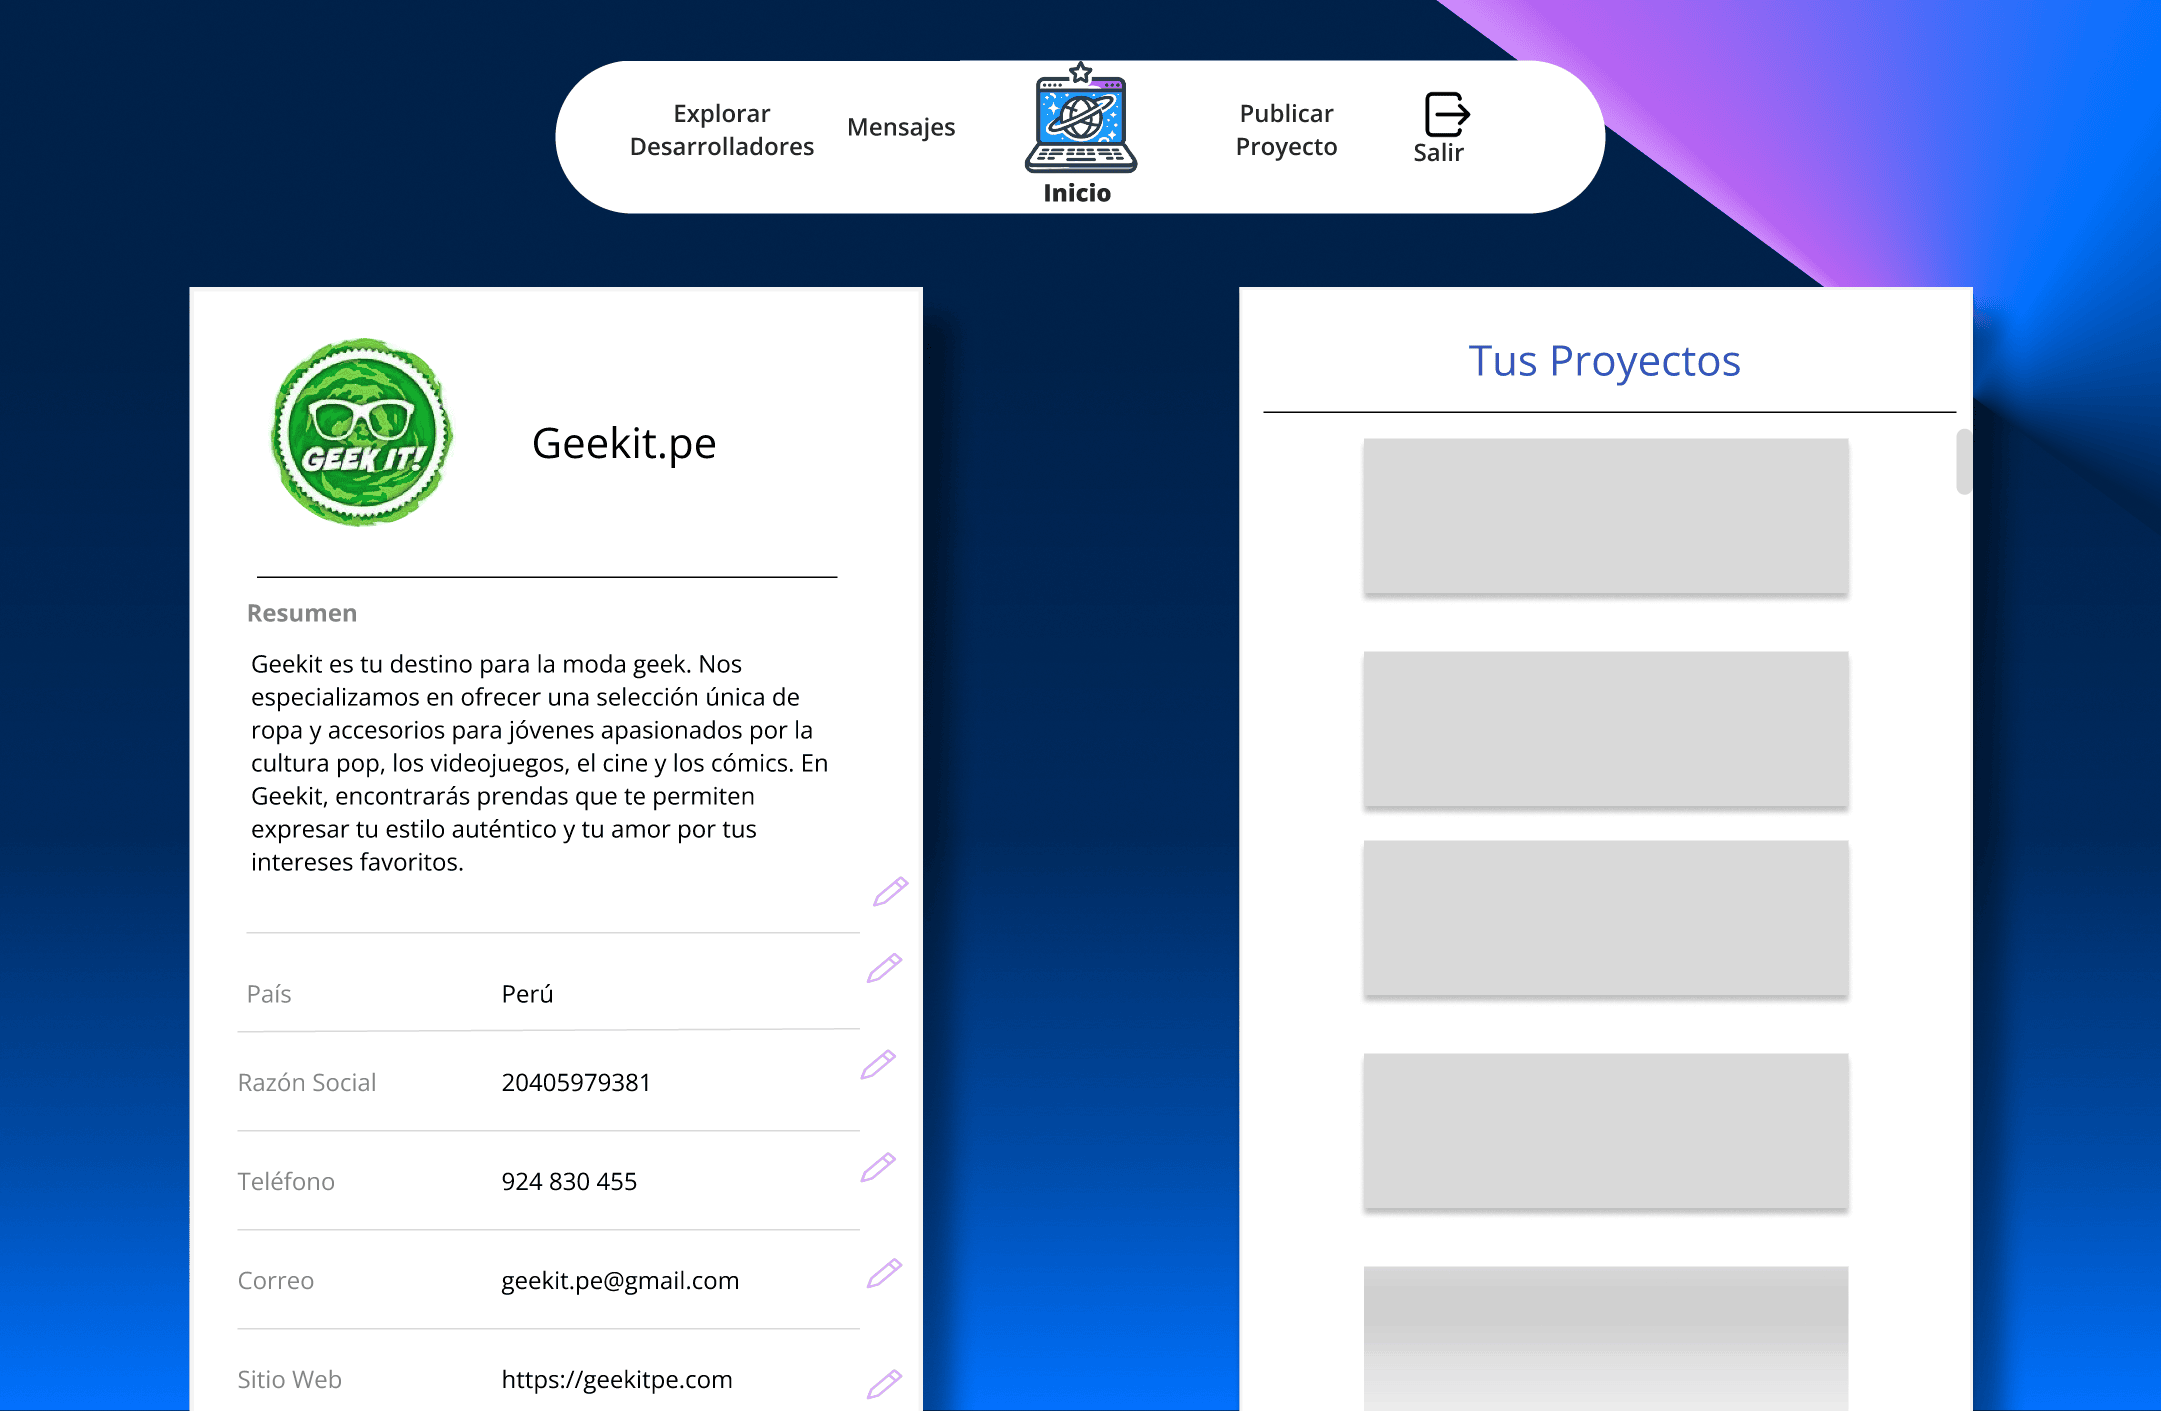 Explorar
Desarrolladores
Mensajes
Inicio
Publicar
Proyecto
Salir
GEEK IT!
Geekit.pe
Resumen
Geekit es tu destino para la moda geek. Nos
especializamos en ofrecer una selección única de
ropa y accesorios para jóvenes apasionados por la
cultura pop, los videojuegos, el cine y los cómics. En
Geekit, encontrarás prendas que te permiten
expresar tu estilo auténtico y tu amor por tus
intereses favoritos.
País Perú
Razón Social 20405979381
Teléfono 924 830 455
Correo geekit.pe@gmail.com
Sitio Web https://geekitpe.com
Tus Proyectos